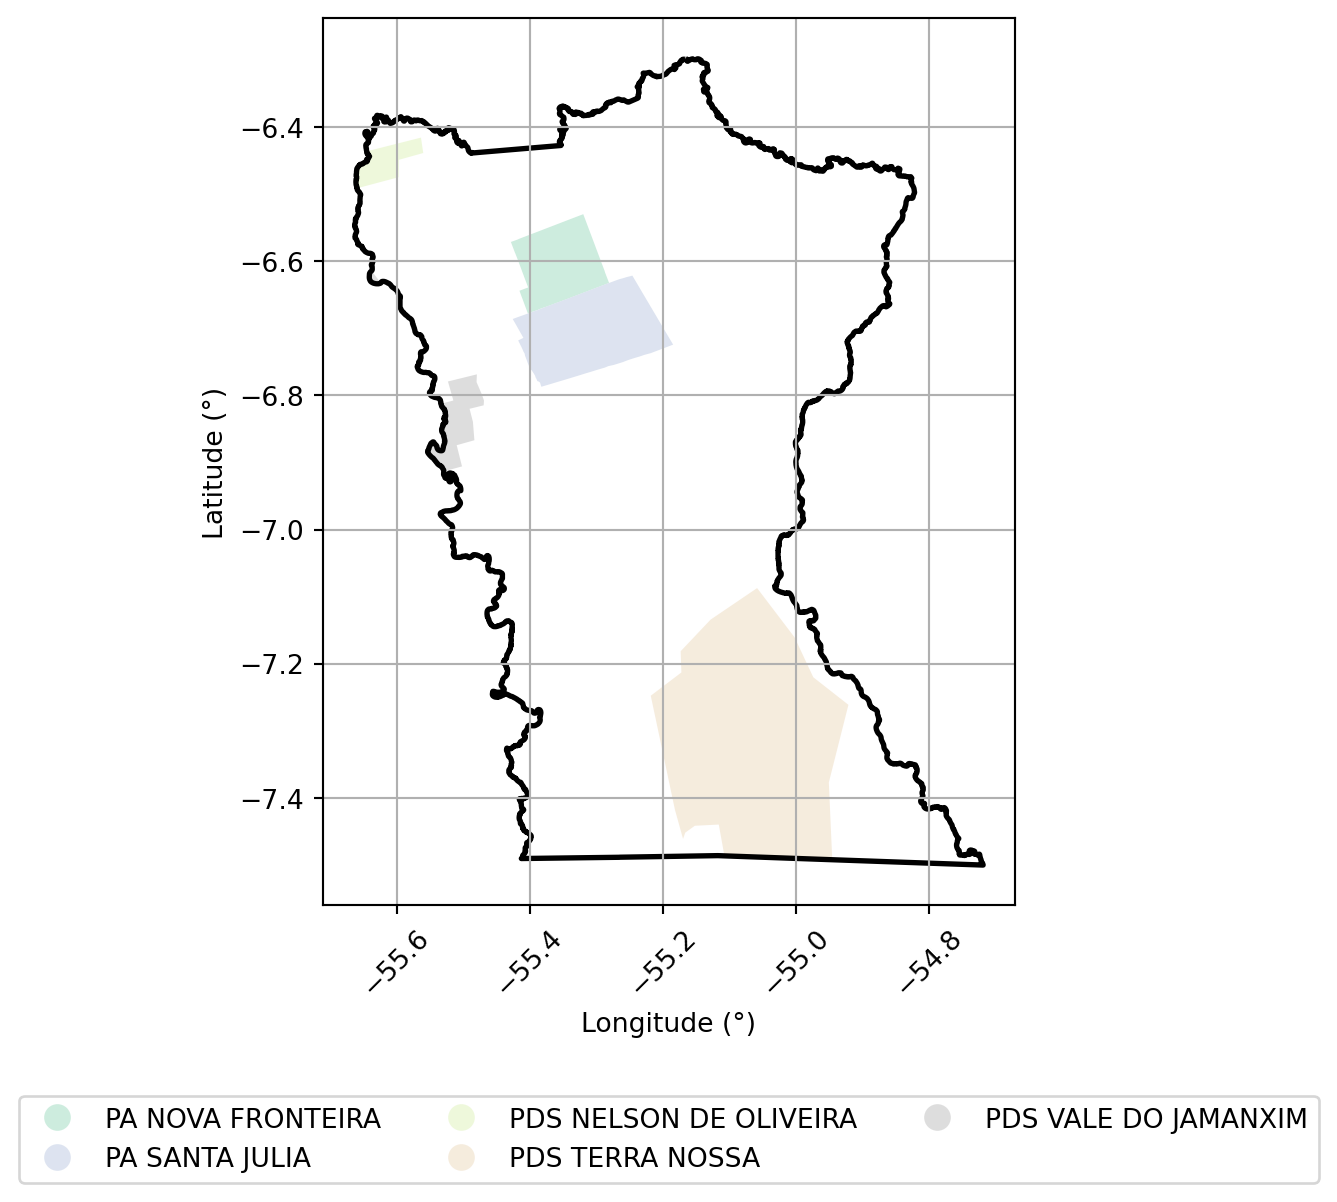 −6.4
−6.6
−6.8
−7.0
−7.2
−7.4
Latitude (°)
−55.6
−55.4
−55.2
−55.0
−54.8
Longitude (°)
PA NOVA FRONTEIRA
PDS NELSON DE OLIVEIRA
PDS VALE DO JAMANXIM
PA SANTA JULIA
PDS TERRA NOSSA